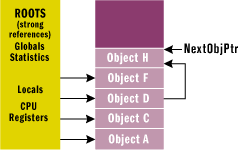 ROOTS
(strong
references)
Globals
Statistics
Locals
CPU
Registers
NextObjPtr
Object H
Object F
Object D
Object C
Object A